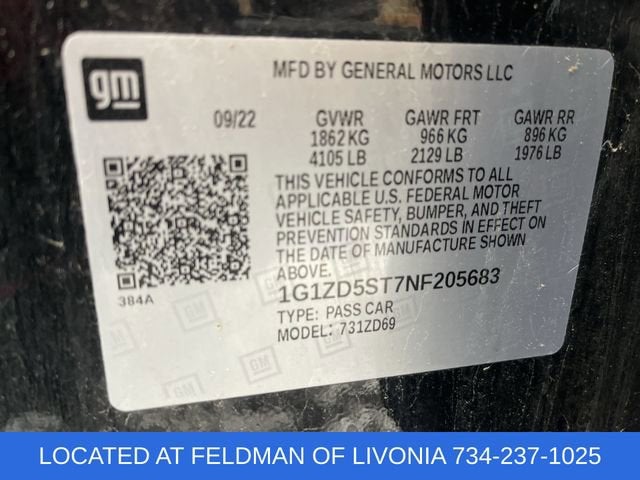 gm
MFD BY GENERAL MOTORS LLC
09/22 GVWR GAWR FRT GAWR RR
1862 KG 966 KG 896 KG
4105 LB 2129 LB 1976 LB
THIS VEHICLE CONFORMS TO ALL
APPLICABLE U.S. FEDERAL MOTOR
VEHICLE SAFETY, BUMPER, AND THEFT
PREVENTION STANDARDS IN EFFECT ON
THE DATE OF MANUFACTURE SHOWN
ABOVE.
384A
1G1ZD5ST7NF205683
TYPE: PASS CAR
MODEL: 731ZD69
GM
GM
GM
LOCATED AT FELDMAN OF LIVONIA 734-237-1025